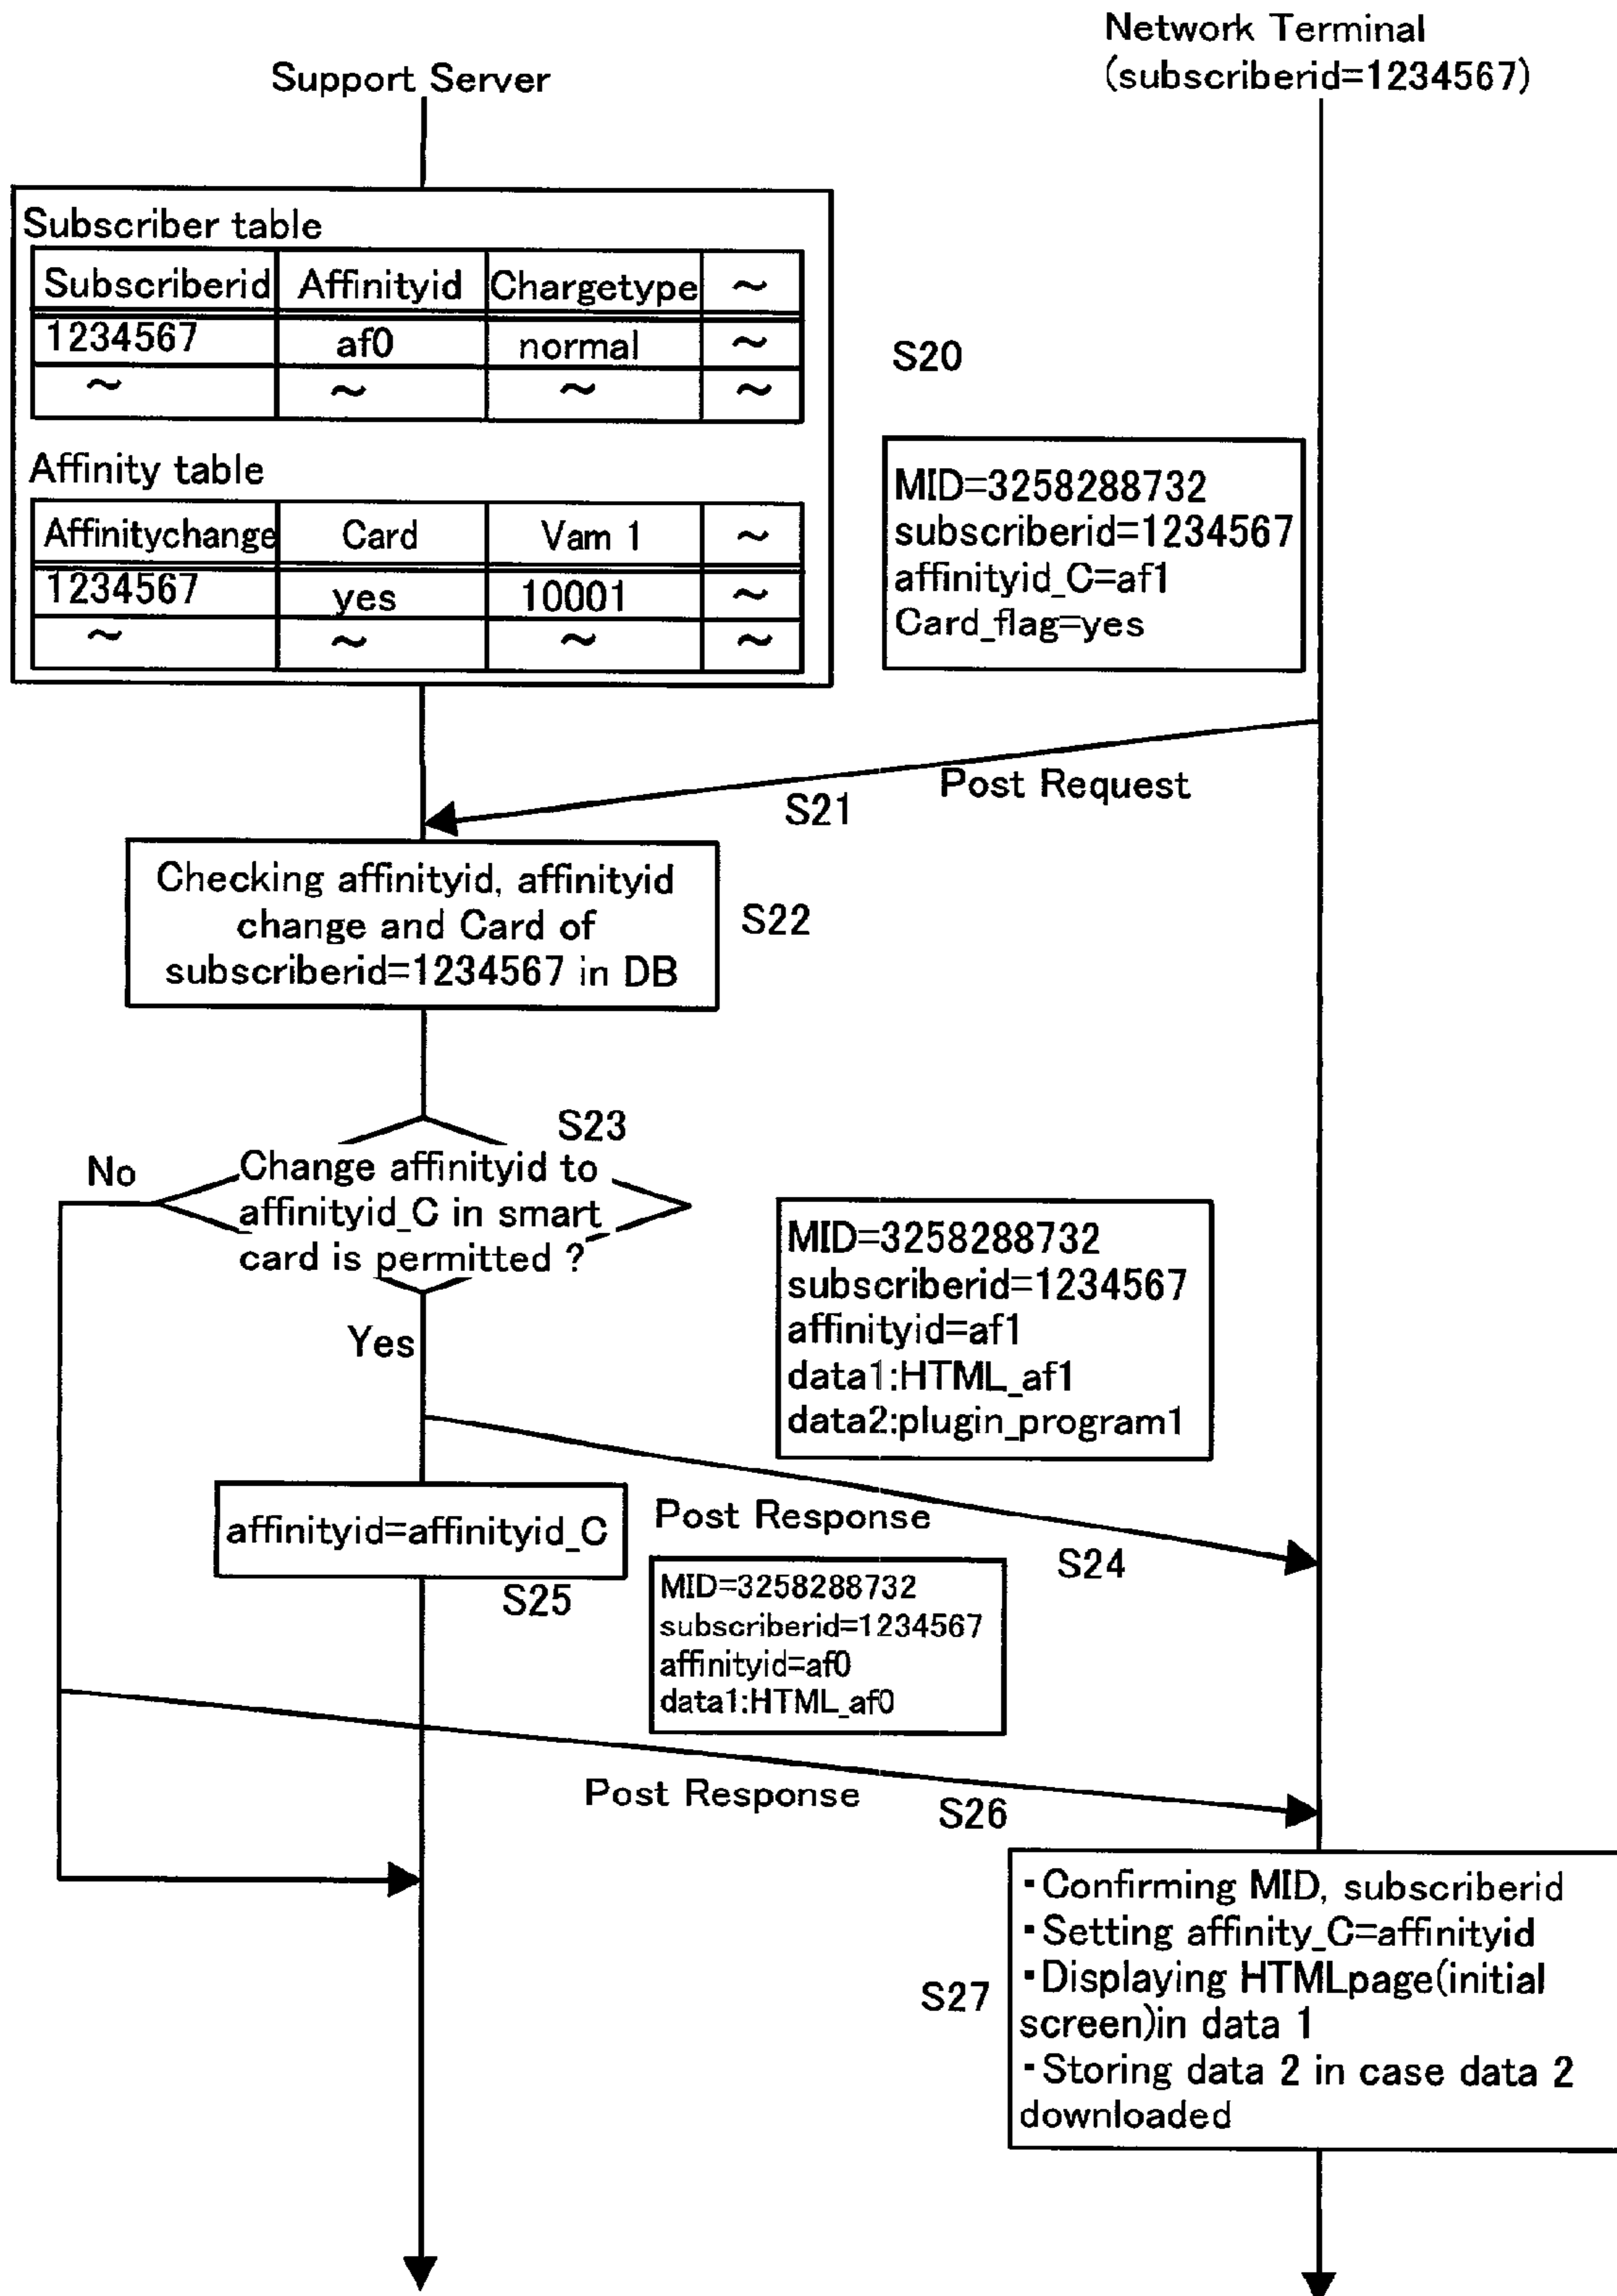 Network Terminal
(subscriberid=1234567)
Support Server
Subscriber table
Subscriberid Affinityid Chargetype ~
1234567 af0 normal ~
~ ~ ~ ~
Affinity table
Affinitychange Card Vam 1 ~
1234567 yes 10001 ~
~ ~ ~ ~
S20
MID=3258288732
subscriberid=1234567
affinityid_C=af1
Card_flag=yes
Post Request
S21
Checking affinityid, affinityid
change and Card of
subscriberid=1234567 in DB
S22
S23
No
Change affinityid to
affinityid_C in smart
card is permitted ?
Yes
MID=3258288732
subscriberid=1234567
affinityid=af1
data1:HTML_af1
data2:plugin_program1
Post Response
S24
affinityid=affinityid_C
S25
MID=3258288732
subscriberid=1234567
affinityid=af0
data1:HTML_af0
Post Response
S26
S27
▪Confirming MID, subscriberid
▪Setting affinity_C=affinityid
▪Displaying HTMLpage(initial
screen)in data 1
▪Storing data 2 in case data 2
downloaded